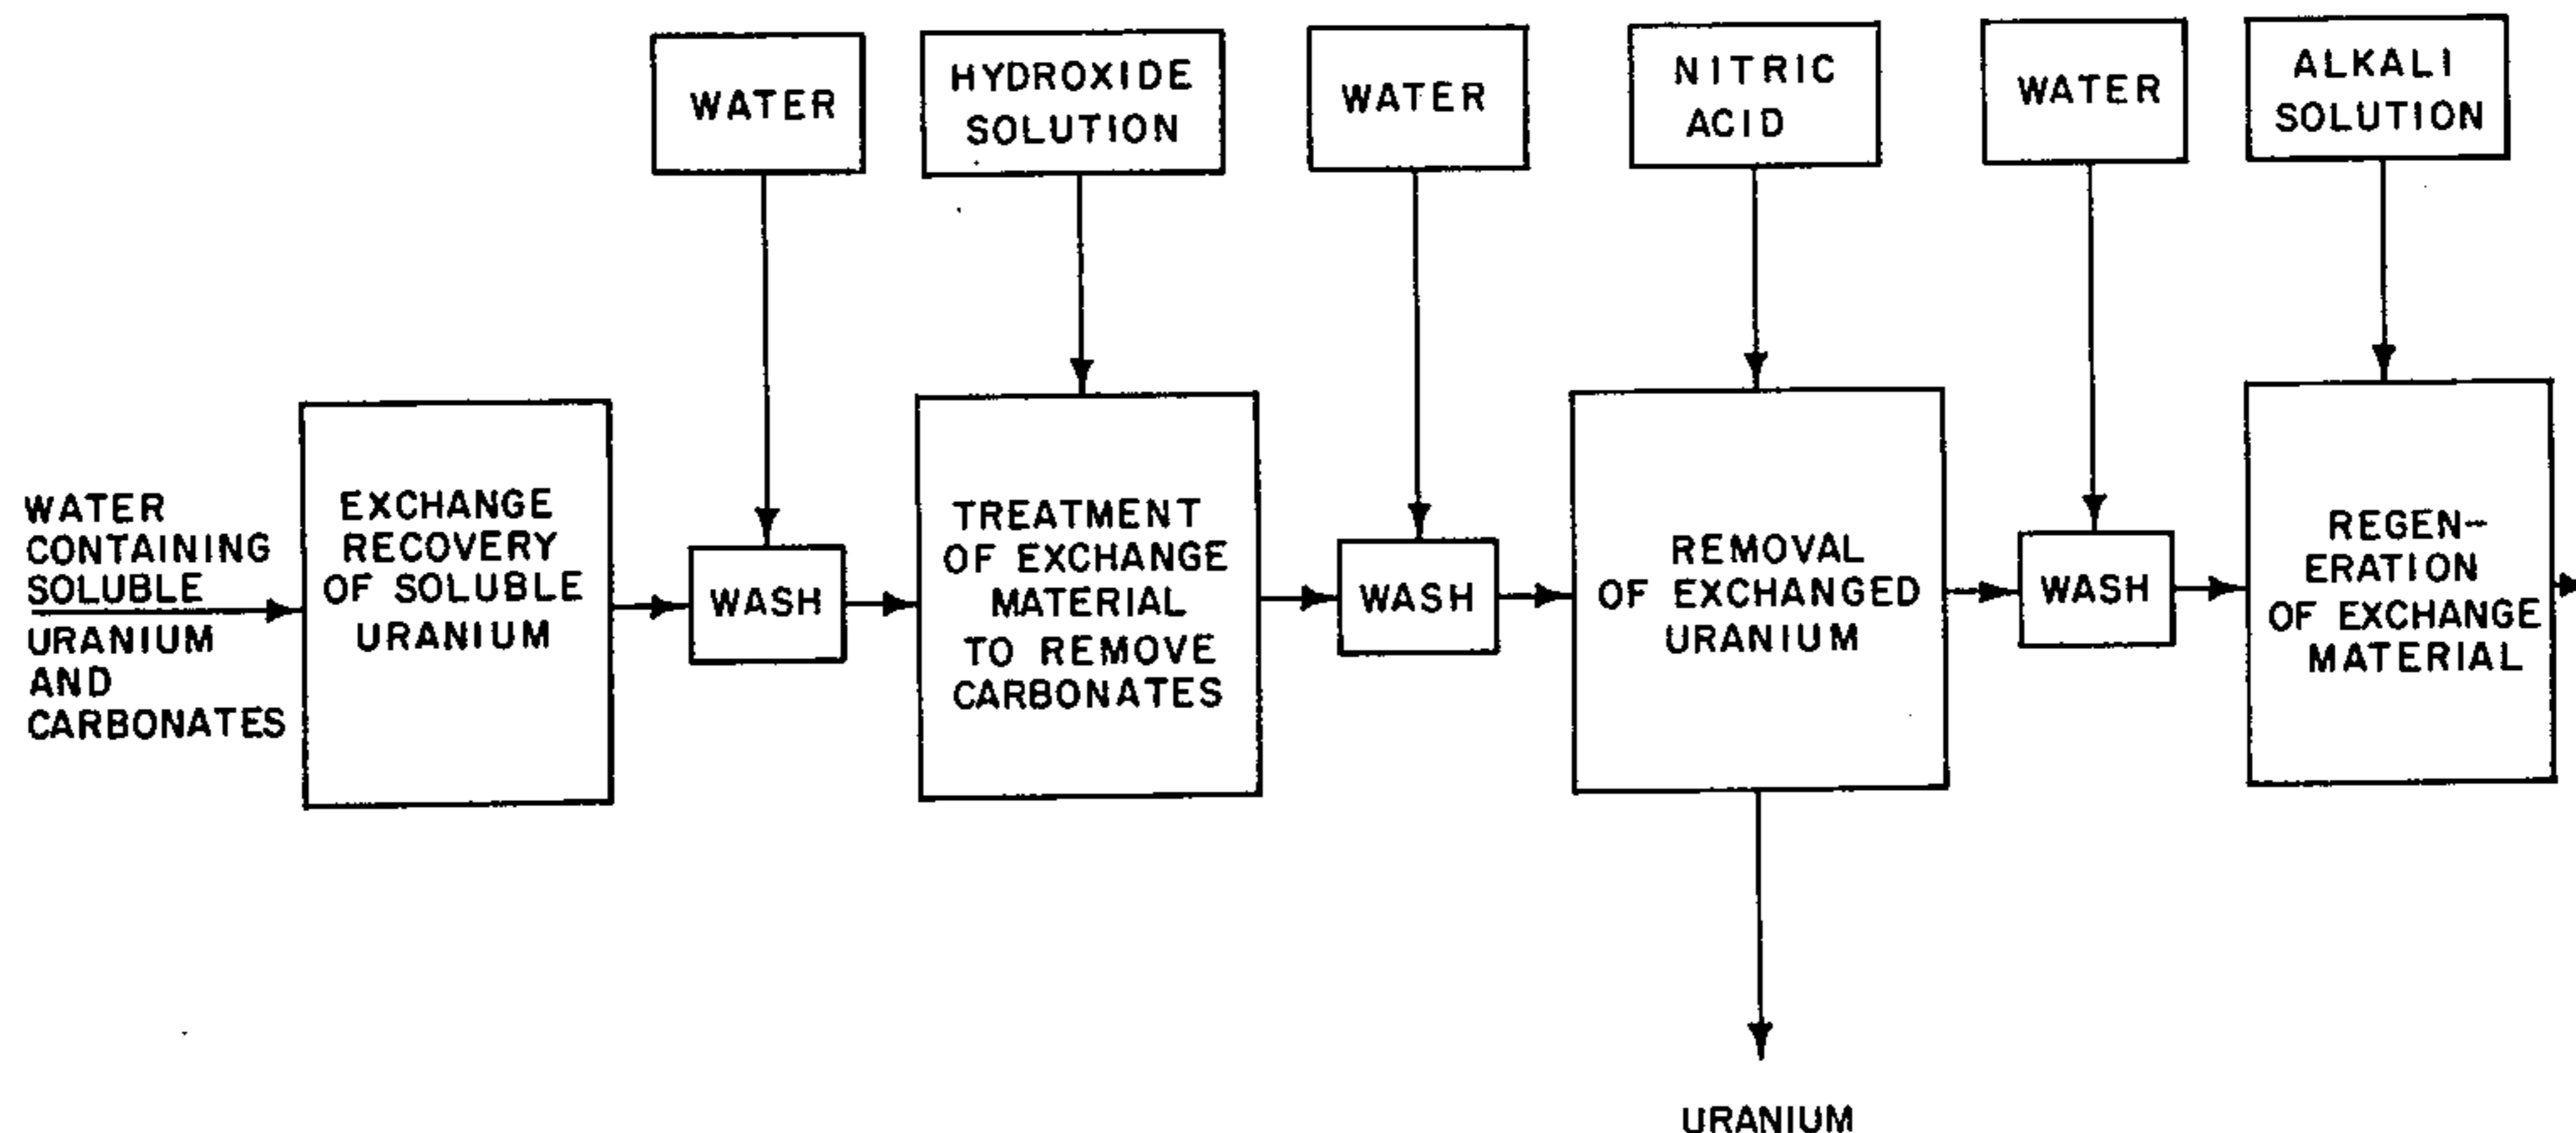 WATER
HYDROXIDE
SOLUTION
WATER
NITRIC
ACID
WATER
ALKALI
SOLUTION
WATER
CONTAINING
SOLUBLE
URANIUM
AND
CARBONATES
EXCHANGE
RECOVERY
OF SOLUBLE
URANIUM
WASH
TREATMENT
OF EXCHANGE
MATERIAL
TO REMOVE
CARBONATES
WASH
REMOVAL
OF EXCHANGED
URANIUM
WASH
REGEN-
ERATION
OF EXCHANGE
MATERIAL
URANIUM